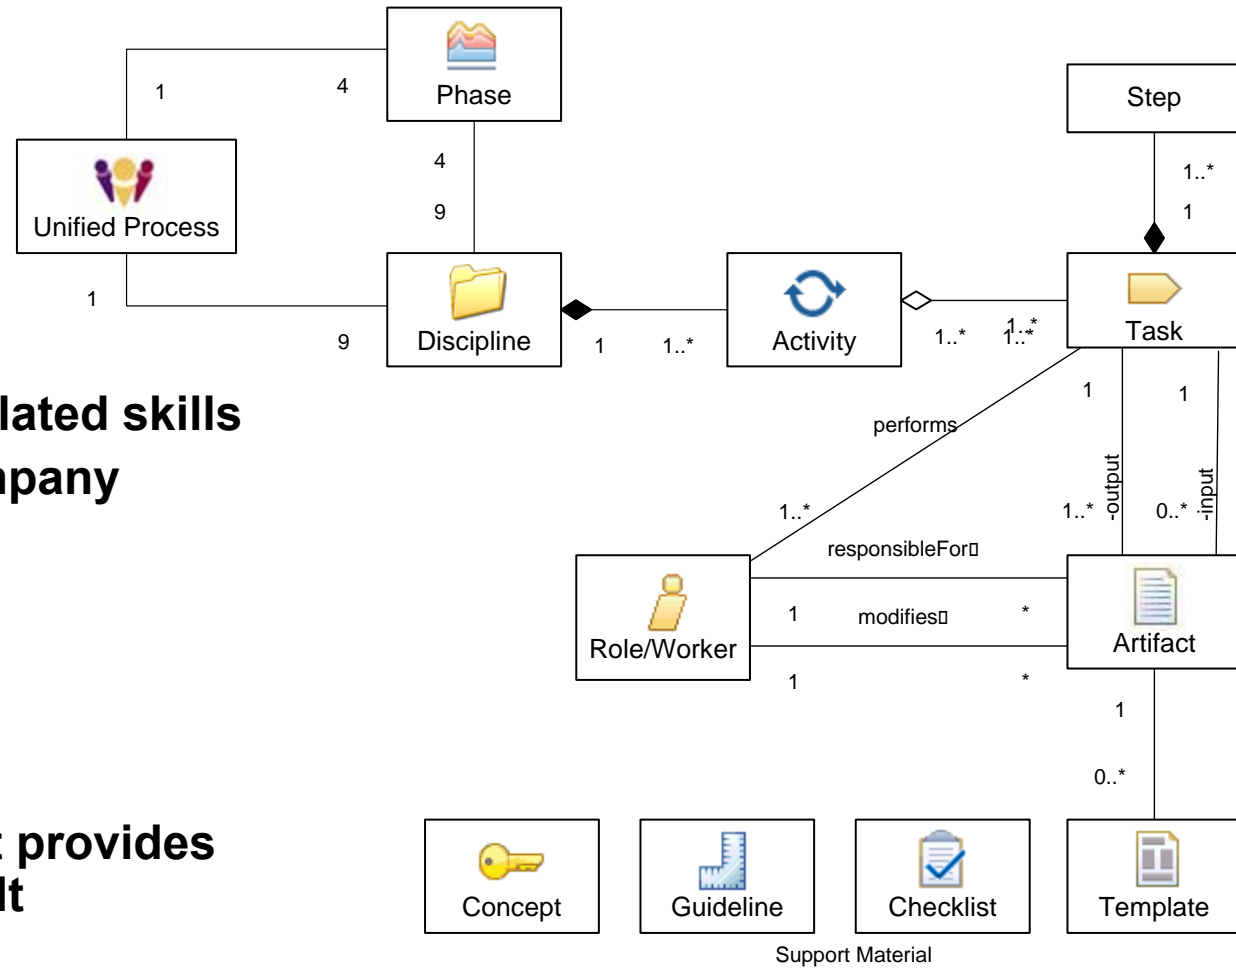 Phase
Step
1
4
4
1..*
9
1
Unified Process
1
9
Discipline
1
1..*
Activity
1..*
1..*
1..*
Task
lated skills
npany
performs
1
1
-output
-input
1..*
1..*
0..*
responsibleFor
1
*
modifies
Role/Worker
Artifact
1
*
1
0..*
t provides
lt
Concept
Guideline
Checklist
Template
Support Material